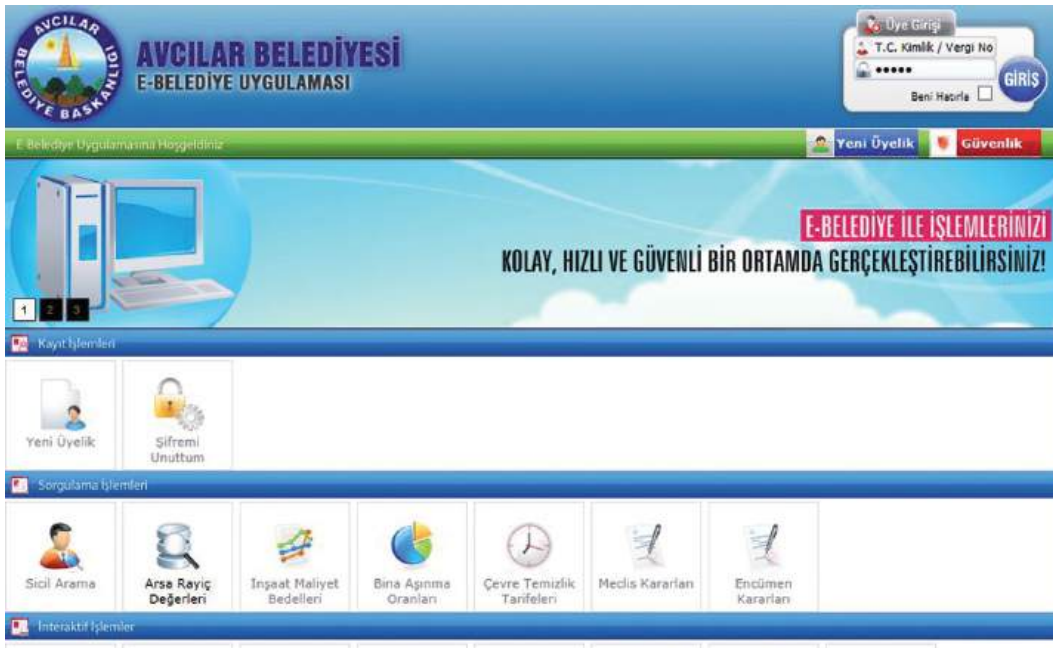 AVCILAR
BELEDİYE BAŞKANLIĞI
AVCILAR BELEDİYESİ
E-BELEDİYE UYGULAMASI
Üye Girişi
T.C. Kimlik / Vergi No
•••••
Beni Hatırla
GİRİŞ
E Belediye Uygulamasına Hoşgeldiniz
Yeni Üyelik
Güvenlik
E-BELEDİYE İLE İŞLEMLERİNİZİ
KOLAY, HIZLI VE GÜVENLİ BİR ORTAMDA GERÇEKLEŞTİREBİLİRSİNİZ!
1 2 3
Kayıt İşlemleri
Yeni Üyelik
Şifremi
Unuttum
Sorgulama İşlemleri
Sicil Arama
Arsa Rayiç
Değerleri
İnşaat Maliyet
Bedelleri
Bina Aşınma
Oranları
Çevre Temizlik
Tarifeleri
Meclis Kararları
Encümen
Kararları
İnteraktif İşlemler